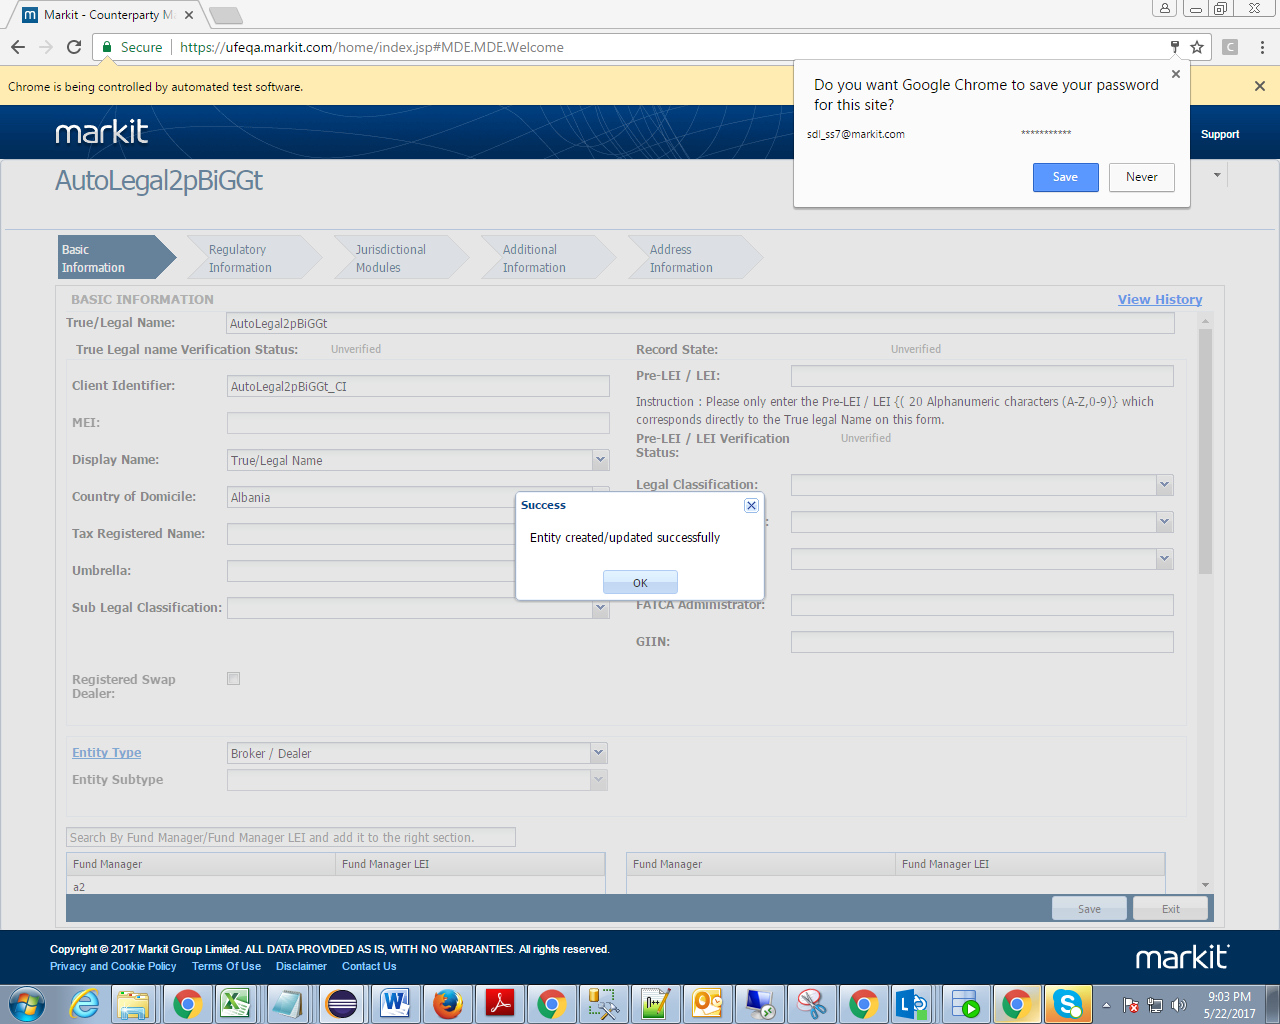 Markit - Counterparty M
Secure
https://ufeqa.markit.com/home/index.jsp#MDE.MDE.Welcome
Chrome is being controlled by automated test software.
Do you want Google Chrome to save your password
for this site?
sdl_ss7@markit.com
***********
Save
Never
markit
Support
AutoLegal2pBiGGt
Basic
Information
Regulatory
Information
Jurisdictional
Modules
Additional
Information
Address
Information
BASIC INFORMATION
View History
True/Legal Name:
AutoLegal2pBiGGt
True Legal name Verification Status:
Unverified
Record State:
Unverified
Client Identifier:
AutoLegal2pBiGGt_CI
Pre-LEI / LEI:
Instruction : Please only enter the Pre-LEI / LEI {( 20 Alphanumeric characters (A-Z,0-9)} which
corresponds directly to the True legal Name on this form.
MEI:
Pre-LEI / LEI Verification
Status:
Unverified
Display Name:
True/Legal Name
Legal Classification:
Country of Domicile:
Albania
Tax Registered Name:
Umbrella:
Sub Legal Classification:
Success
Entity created/updated successfully
OK
FATCA Administrator:
GIIN:
Registered Swap
Dealer:
Entity Type
Broker / Dealer
Entity Subtype
Search By Fund Manager/Fund Manager LEI and add it to the right section.
Fund Manager
Fund Manager LEI
Fund Manager
Fund Manager LEI
a2
Save
Exit
Copyright © 2017 Markit Group Limited. ALL DATA PROVIDED AS IS, WITH NO WARRANTIES. All rights reserved.
Privacy and Cookie Policy
Terms Of Use
Disclaimer
Contact Us
markit
9:03 PM
5/22/2017